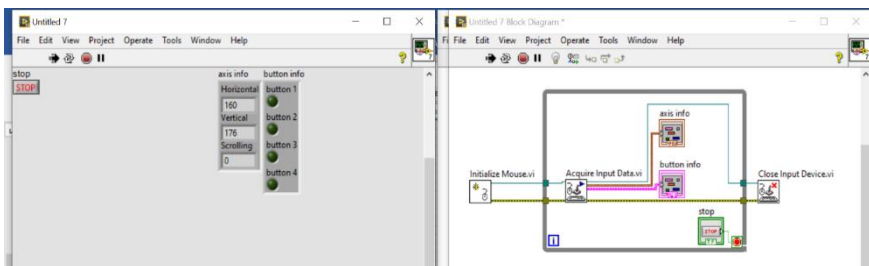 Untitled 7
File Edit View Project Operate Tools Window Help
stop
STOP
axis info
Horizontal
160
Vertical
176
Scrolling
0
button info
button 1
button 2
button 3
button 4
Untitled 7 Block Diagram *
File Edit View Project Operate Tools Window Help
axis info
Initialize Mouse.vi
Acquire Input Data.vi
button info
Close Input Device.vi
stop
STOP
i